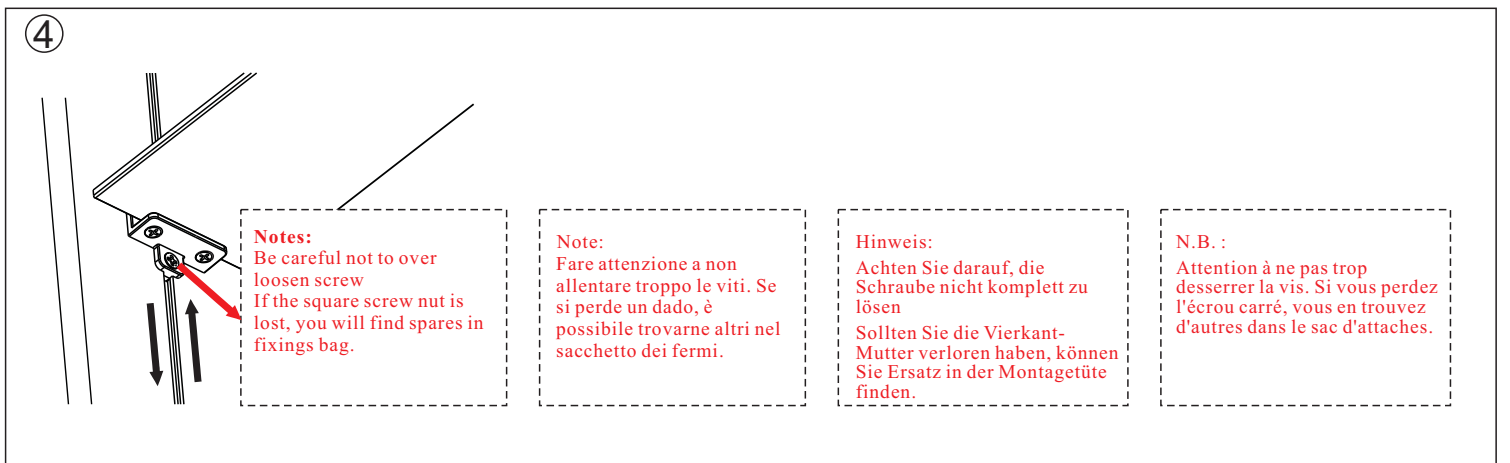 ④
Notes:
Be careful not to over
loosen screw
If the square screw nut is
lost, you will find spares in
fixings bag.
Note:
Fare attenzione a non
allentare troppo le viti. Se
si perde un dado, è
possibile trovarne altri nel
sacchetto dei fermi.
Hinweis:
Achten Sie darauf, die
Schraube nicht komplett zu
lösen
Sollten Sie die Vierkant-
Mutter verloren haben, können
Sie Ersatz in der Montagetüte
finden.
N.B. :
Attention à ne pas trop
desserrer la vis. Si vous perdez
l'écrou carré, vous en trouvez
d'autres dans le sac d'attaches.